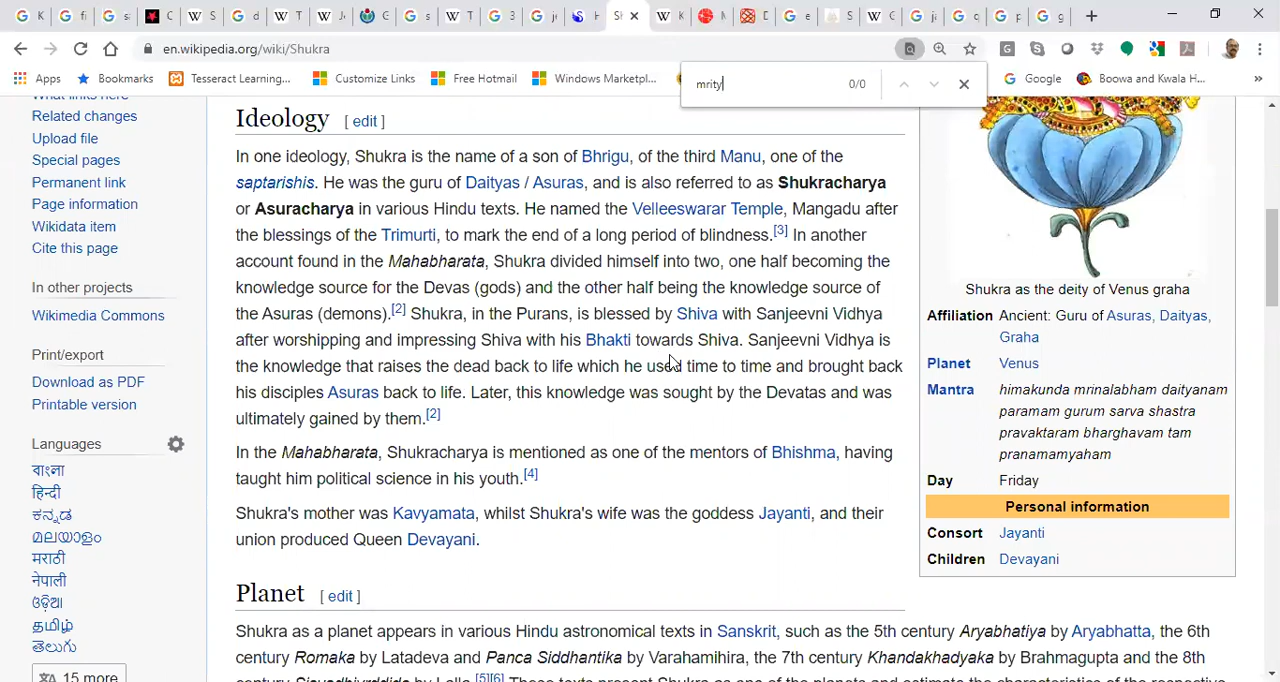 en.wikipedia.org/wiki/Shukra
Apps Bookmarks Tesseract Learning... Customize Links Free Hotmail Windows Marketpl... Google Boowa and Kwala H... »
mrity 0/0
What links here
Related changes
Upload file
Special pages
Permanent link
Page information
Wikidata item
Cite this page
In other projects
Wikimedia Commons
Print/export
Download as PDF
Printable version
Languages
বাংলা
हिन्दी
ಕನ್ನಡ
മലയാളം
मराठी
नेपाली
ଓଡ଼ିଆ
தமிழ்
తెలుగు
15 more
Ideology [ edit ]
In one ideology, Shukra is the name of a son of Bhrigu, of the third Manu, one of the
saptarishis. He was the guru of Daityas / Asuras, and is also referred to as Shukracharya
or Asuracharya in various Hindu texts. He named the Velleeswarar Temple, Mangadu after
the blessings of the Trimurti, to mark the end of a long period of blindness.[3] In another
account found in the Mahabharata, Shukra divided himself into two, one half becoming the
knowledge source for the Devas (gods) and the other half being the knowledge source of
the Asuras (demons).[2] Shukra, in the Purans, is blessed by Shiva with Sanjeevni Vidhya
after worshipping and impressing Shiva with his Bhakti towards Shiva. Sanjeevni Vidhya is
the knowledge that raises the dead back to life which he used time to time and brought back
his disciples Asuras back to life. Later, this knowledge was sought by the Devatas and was
ultimately gained by them.[2]
In the Mahabharata, Shukracharya is mentioned as one of the mentors of Bhishma, having
taught him political science in his youth.[4]
Shukra's mother was Kavyamata, whilst Shukra's wife was the goddess Jayanti, and their
union produced Queen Devayani.
Planet [ edit ]
Shukra as a planet appears in various Hindu astronomical texts in Sanskrit, such as the 5th century Aryabhatiya by Aryabhatta, the 6th
century Romaka by Latadeva and Panca Siddhantika by Varahamihira, the 7th century Khandakhadyaka by Brahmagupta and the 8th
Shukra as the deity of Venus graha
Affiliation Ancient: Guru of Asuras, Daityas,
Graha
Planet Venus
Mantra himakunda mrinalabham daityanam
paramam gurum sarva shastra
pravaktaram bharghavam tam
pranamamyaham
Day Friday
Personal information
Consort Jayanti
Children Devayani